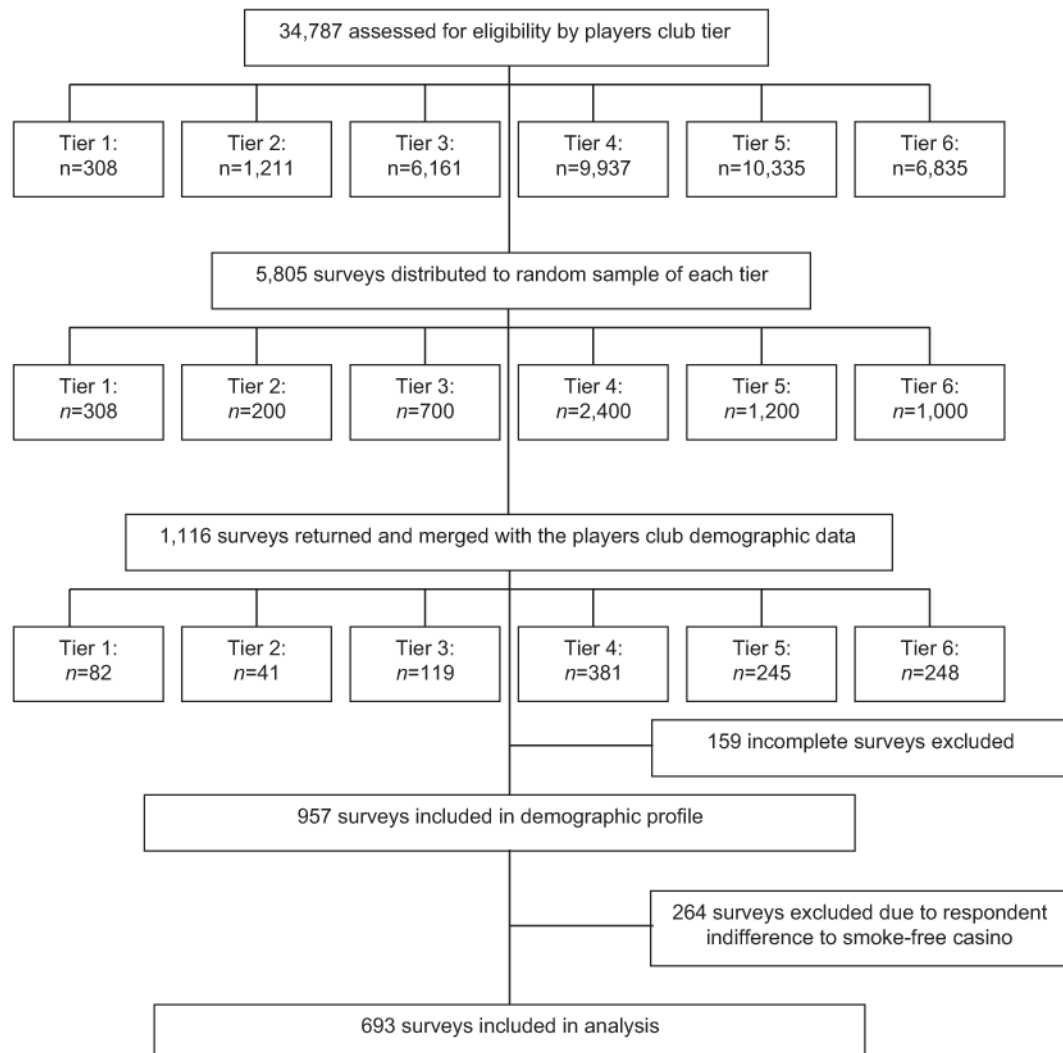 34,787 assessed for eligibility by players club tier
Tier 1:
n=308
Tier 2:
n=1,211
Tier 3:
n=6,161
Tier 4:
n=9,937
Tier 5:
n=10,335
Tier 6:
n=6,835
5,805 surveys distributed to random sample of each tier
Tier 1:
n=308
Tier 2:
n=200
Tier 3:
n=700
Tier 4:
n=2,400
Tier 5:
n=1,200
Tier 6:
n=1,000
1,116 surveys returned and merged with the players club demographic data
Tier 1:
n=82
Tier 2:
n=41
Tier 3:
n=119
Tier 4:
n=381
Tier 5:
n=245
Tier 6:
n=248
159 incomplete surveys excluded
957 surveys included in demographic profile
264 surveys excluded due to respondent
indifference to smoke-free casino
693 surveys included in analysis